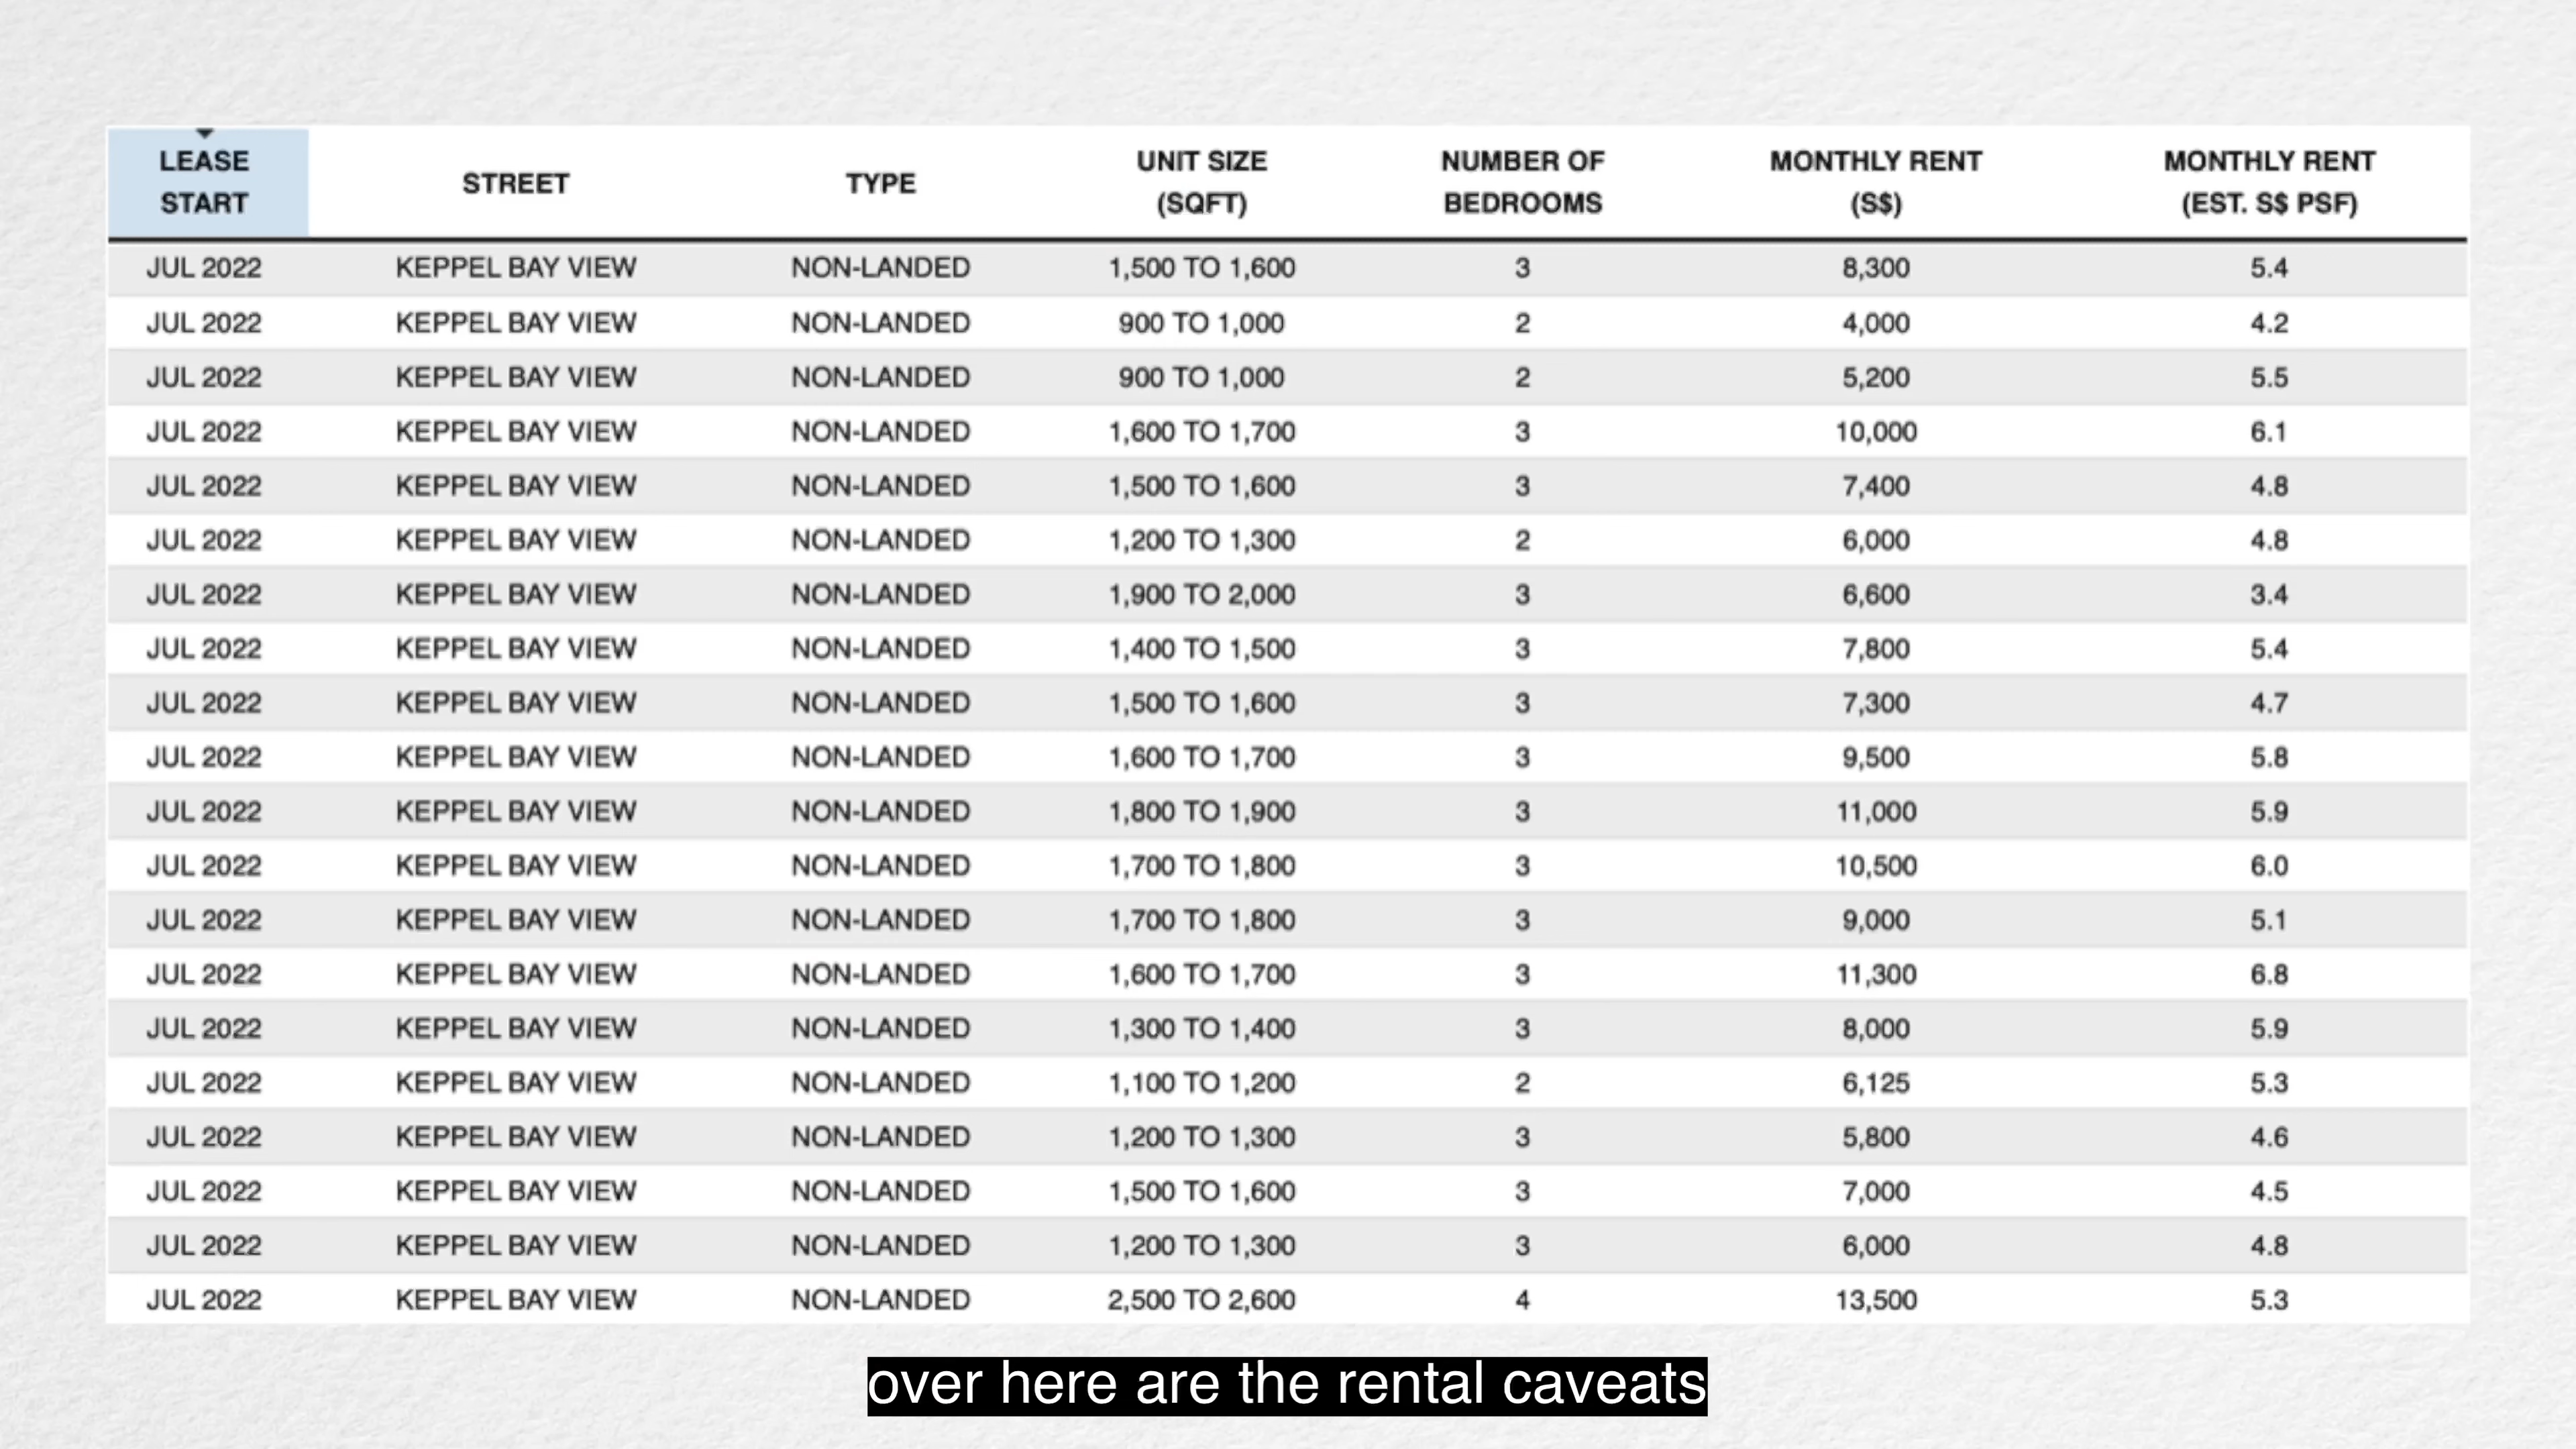 LEASE START STREET TYPE UNIT SIZE (SQFT) NUMBER OF BEDROOMS MONTHLY RENT (S$) MONTHLY RENT (EST. S$ PSF)
JUL 2022 KEPPEL BAY VIEW NON-LANDED 1,500 TO 1,600 3 8,300 5.4
JUL 2022 KEPPEL BAY VIEW NON-LANDED 900 TO 1,000 2 4,000 4.2
JUL 2022 KEPPEL BAY VIEW NON-LANDED 900 TO 1,000 2 5,200 5.5
JUL 2022 KEPPEL BAY VIEW NON-LANDED 1,600 TO 1,700 3 10,000 6.1
JUL 2022 KEPPEL BAY VIEW NON-LANDED 1,500 TO 1,600 3 7,400 4.8
JUL 2022 KEPPEL BAY VIEW NON-LANDED 1,200 TO 1,300 2 6,000 4.8
JUL 2022 KEPPEL BAY VIEW NON-LANDED 1,900 TO 2,000 3 6,600 3.4
JUL 2022 KEPPEL BAY VIEW NON-LANDED 1,400 TO 1,500 3 7,800 5.4
JUL 2022 KEPPEL BAY VIEW NON-LANDED 1,500 TO 1,600 3 7,300 4.7
JUL 2022 KEPPEL BAY VIEW NON-LANDED 1,600 TO 1,700 3 9,500 5.8
JUL 2022 KEPPEL BAY VIEW NON-LANDED 1,800 TO 1,900 3 11,000 5.9
JUL 2022 KEPPEL BAY VIEW NON-LANDED 1,700 TO 1,800 3 10,500 6.0
JUL 2022 KEPPEL BAY VIEW NON-LANDED 1,700 TO 1,800 3 9,000 5.1
JUL 2022 KEPPEL BAY VIEW NON-LANDED 1,600 TO 1,700 3 11,300 6.8
JUL 2022 KEPPEL BAY VIEW NON-LANDED 1,300 TO 1,400 3 8,000 5.9
JUL 2022 KEPPEL BAY VIEW NON-LANDED 1,100 TO 1,200 2 6,125 5.3
JUL 2022 KEPPEL BAY VIEW NON-LANDED 1,200 TO 1,300 3 5,800 4.6
JUL 2022 KEPPEL BAY VIEW NON-LANDED 1,500 TO 1,600 3 7,000 4.5
JUL 2022 KEPPEL BAY VIEW NON-LANDED 1,200 TO 1,300 3 6,000 4.8
JUL 2022 KEPPEL BAY VIEW NON-LANDED 2,500 TO 2,600 4 13,500 5.3
over here are the rental caveats